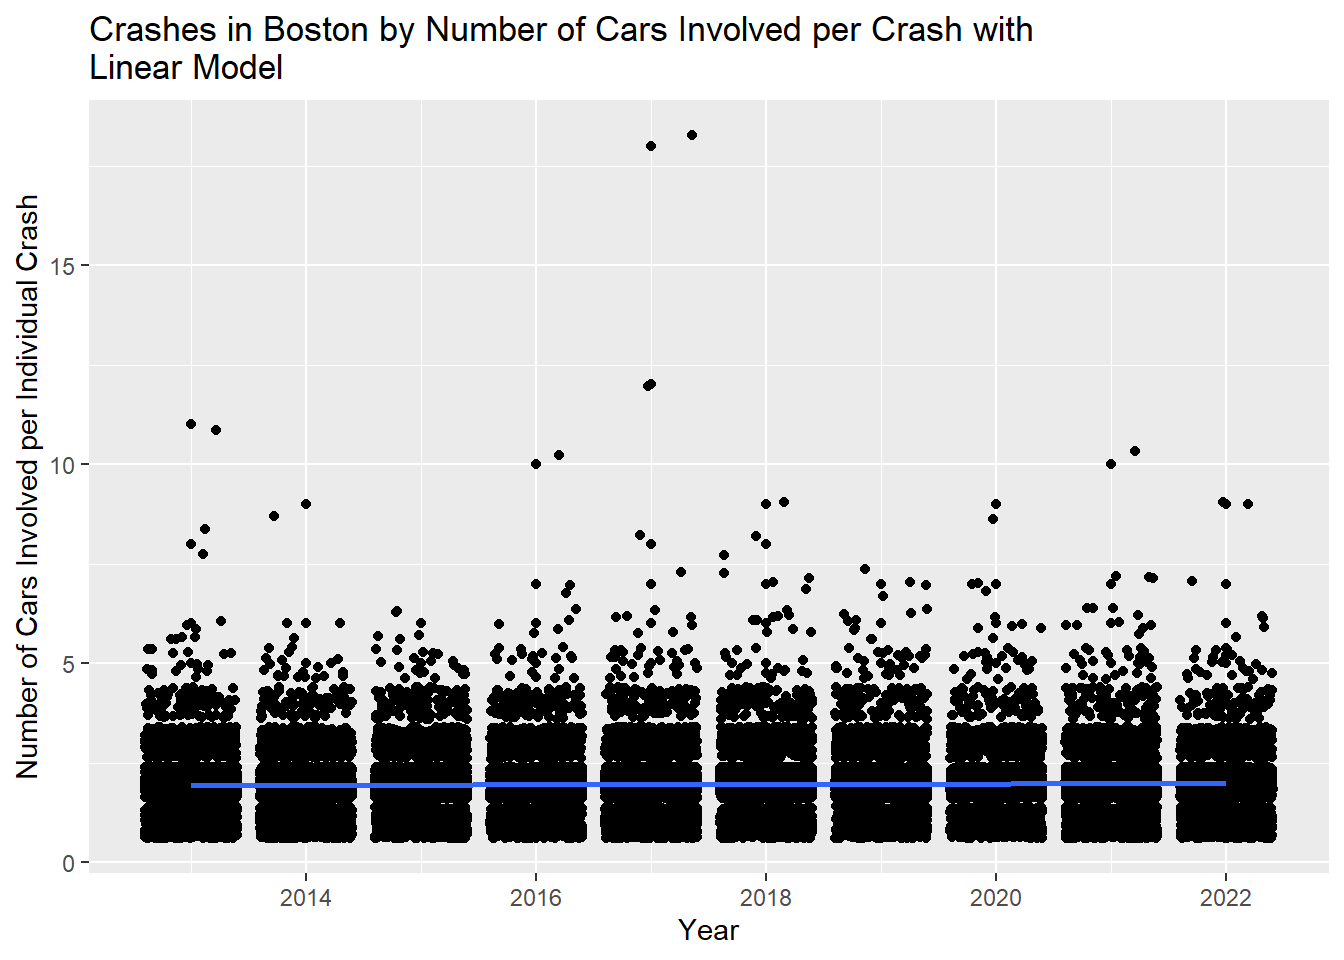 Crashes in Boston by Number of Cars Involved per Crash with
Linear Model
Number of Cars Involved per Individual Crash
15
10
5
0
2014
2016
2018
2020
2022
Year